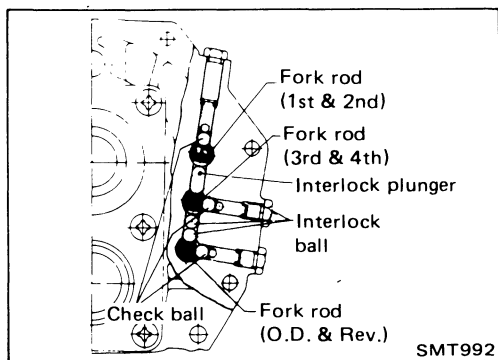 Fork rod
(1st & 2nd)
Fork rod
(3rd & 4th)
Interlock plunger
Interlock
ball
Check ball
Fork rod
(O.D. & Rev.)
SMT992